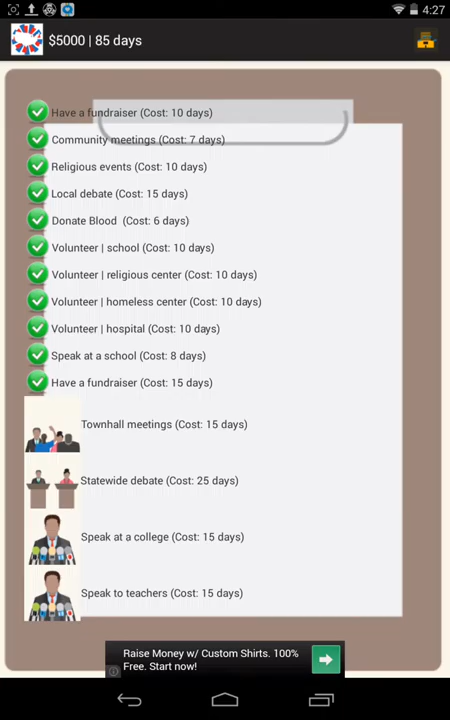 4:27
$5000 | 85 days
Have a fundraiser (Cost: 10 days)
Community meetings (Cost: 7 days)
Religious events (Cost: 10 days)
Local debate (Cost: 15 days)
Donate Blood  (Cost: 6 days)
Volunteer | school (Cost: 10 days)
Volunteer | religious center (Cost: 10 days)
Volunteer | homeless center (Cost: 10 days)
Volunteer | hospital (Cost: 10 days)
Speak at a school (Cost: 8 days)
Have a fundraiser (Cost: 15 days)
Townhall meetings (Cost: 15 days)
Statewide debate (Cost: 25 days)
Speak at a college (Cost: 15 days)
Speak to teachers (Cost: 15 days)
Raise Money w/ Custom Shirts. 100%
Free. Start now!